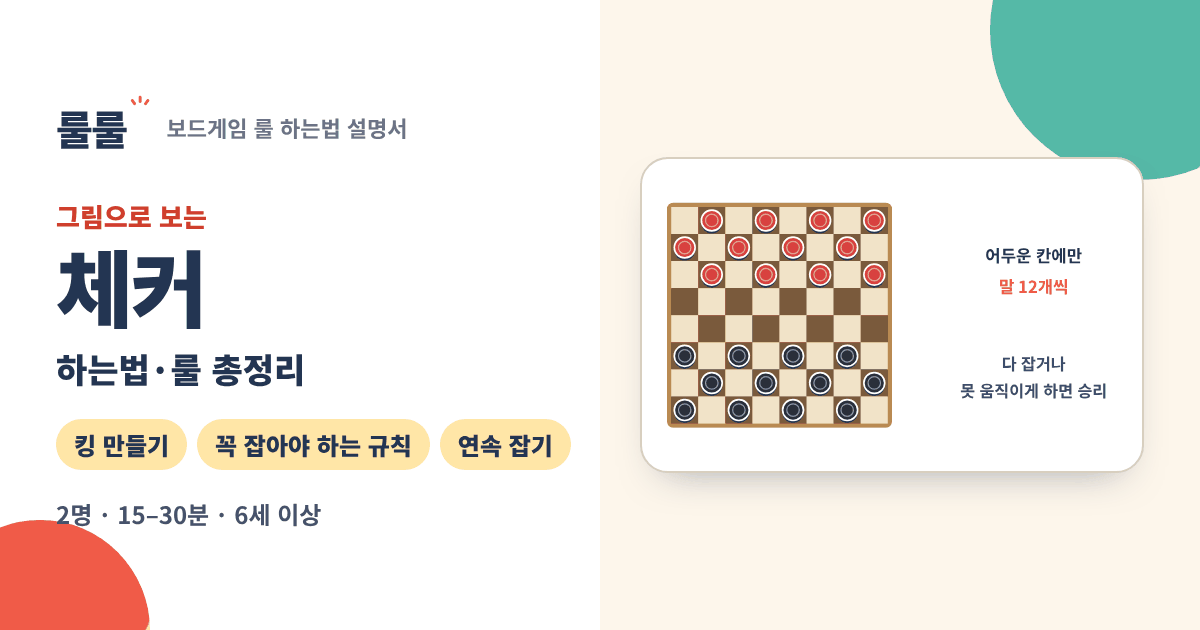 룰룰
보드게임 룰 하는법 설명서
그림으로 보는
체커
하는법·룰 총정리
킹 만들기
꼭 잡아야 하는 규칙
연속 잡기
2명 · 15–30분 · 6세 이상
어두운 칸에만
말 12개씩
다 잡거나
못 움직이게 하면 승리